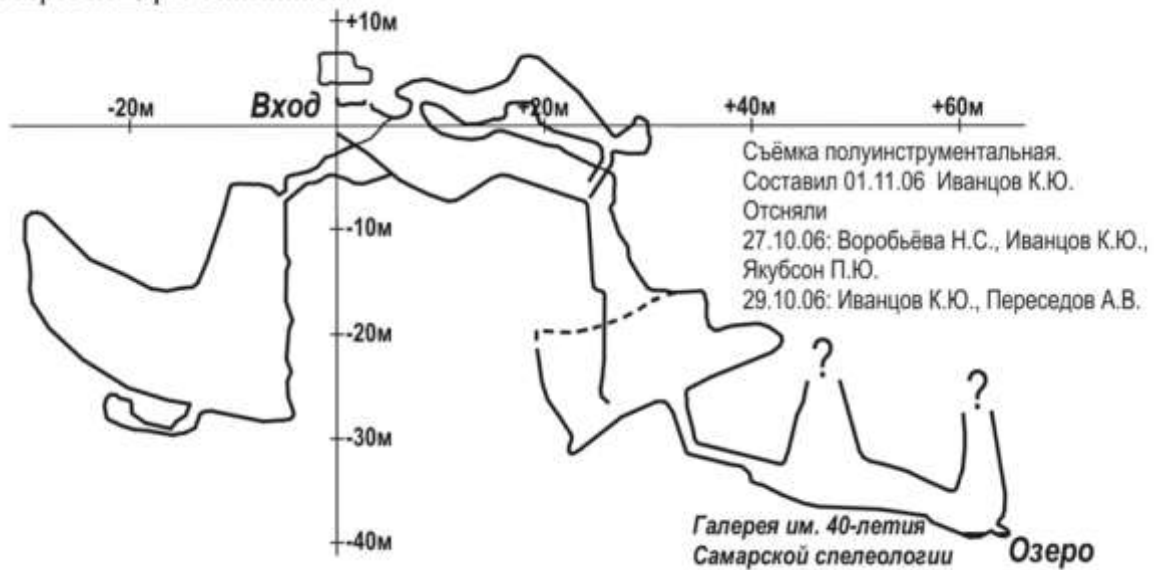 +10м
-20м
Вход
+20м
+40м
+60м
Съёмка полуинструментальная.
Составил 01.11.06 Иванцов К.Ю.
Отсняли
27.10.06: Воробьёва Н.С., Иванцов К.Ю.,
Якубсон П.Ю.
29.10.06: Иванцов К.Ю., Переседов А.В.
-10м
-20м
?
?
-30м
-40м
Галерея им. 40-летия
Самарской спелеологии
Озеро